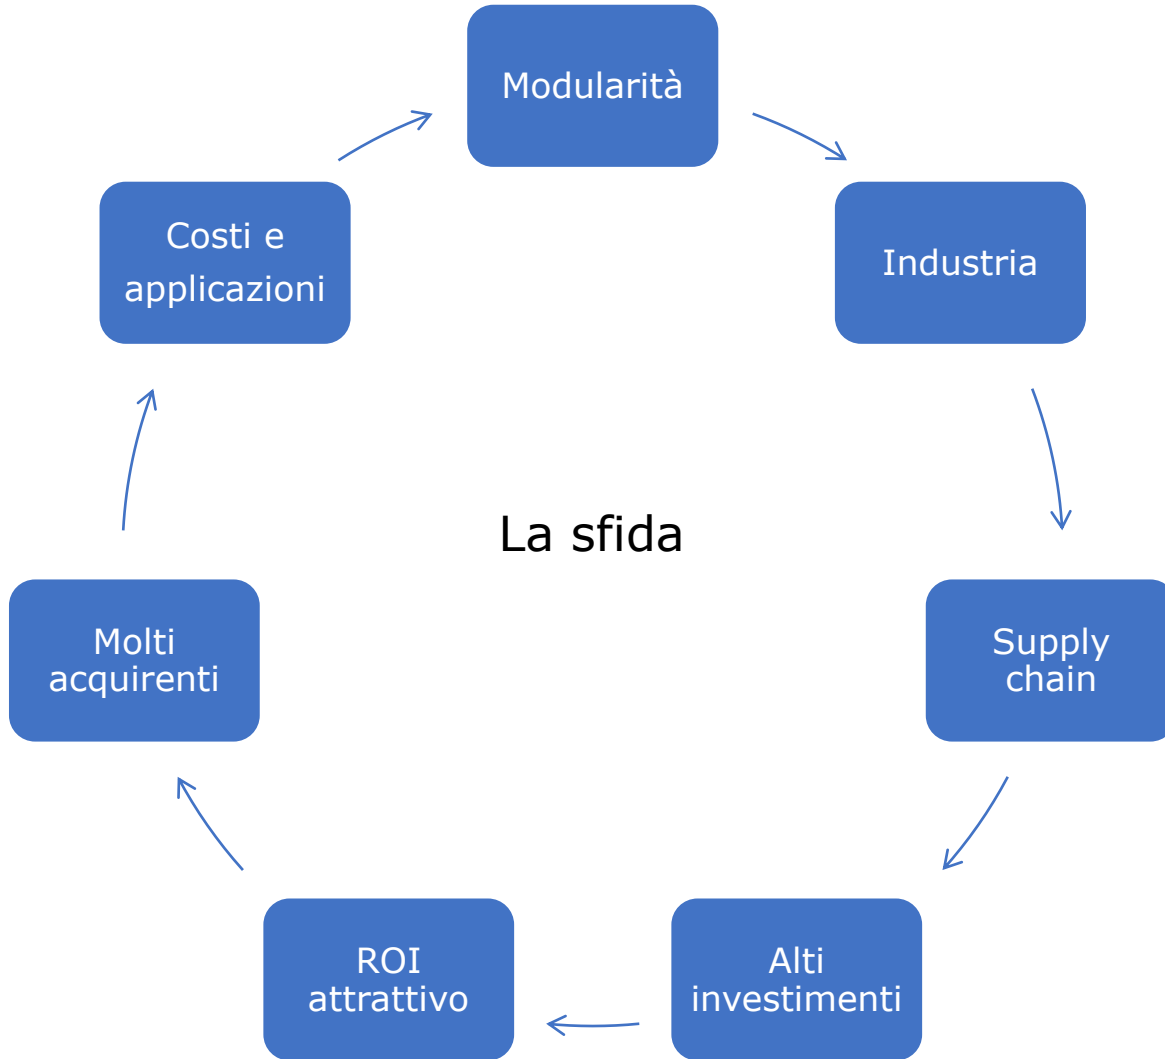 Modularità
Industria
Supply
chain
Alti
investimenti
ROI
attrattivo
Molti
acquirenti
Costi e
applicazioni
La sfida